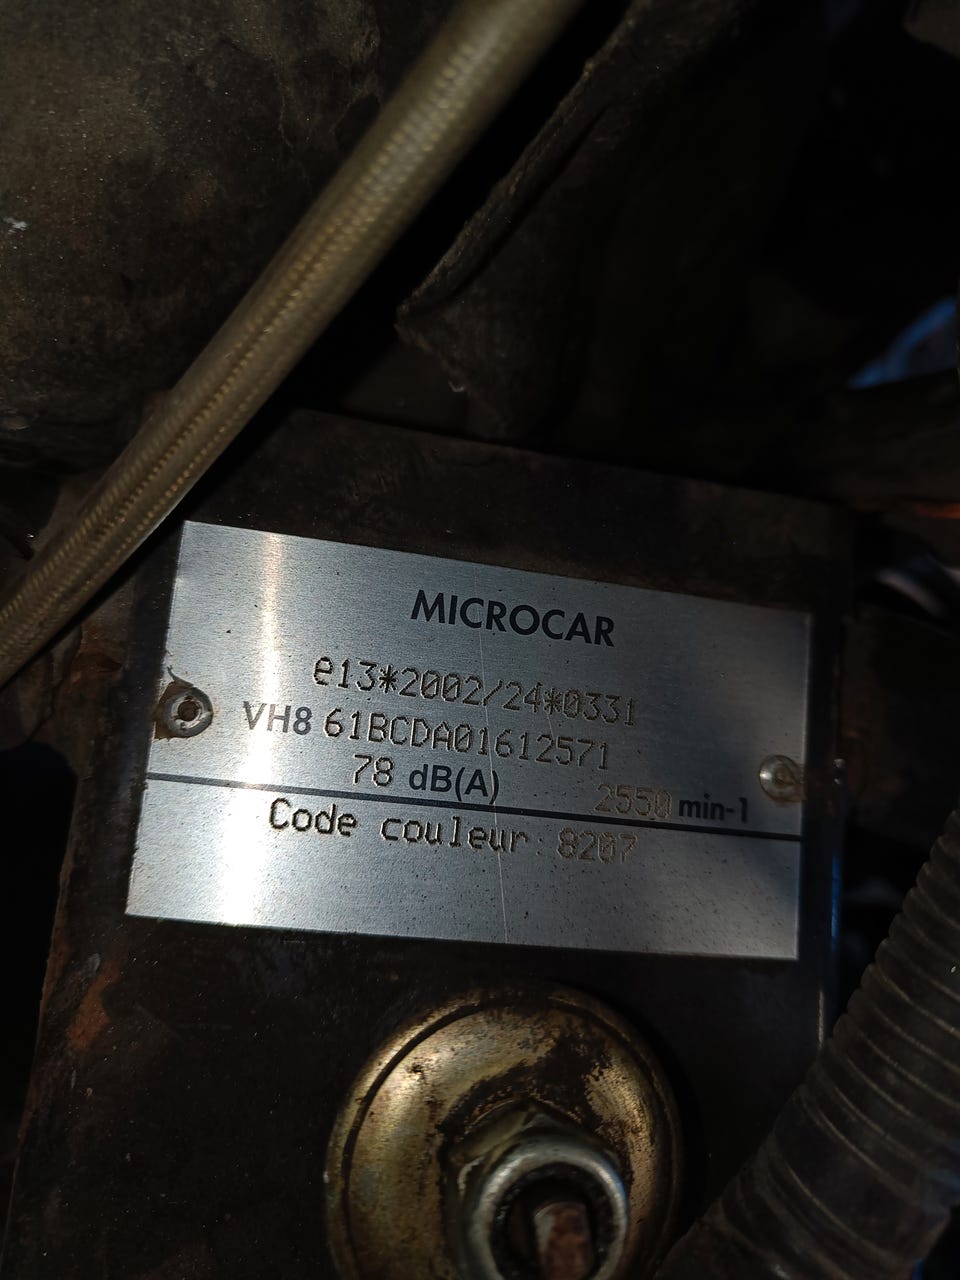 MICROCAR
e13*2002/24*0331
VH8 61BCDA01612571
78 dB(A) 2550 min-1
Code couleur: 8207